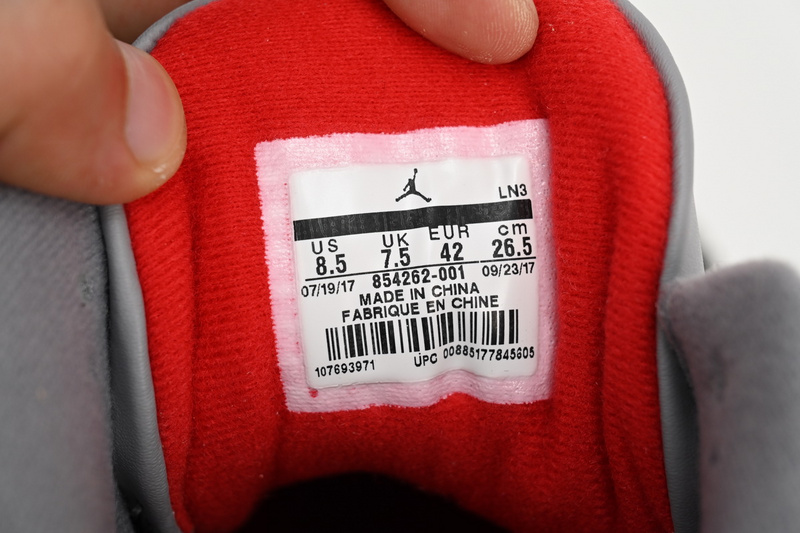 LN3
US UK EUR cm
8.5 7.5 42 26.5
07/19/17 854262-001 09/23/17
MADE IN CHINA
FABRIQUE EN CHINE
107693971 UPC 00885177845605